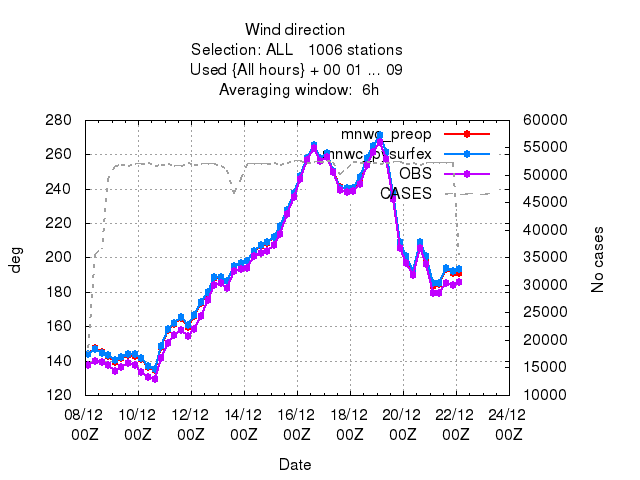 Wind direction
Selection: ALL 1006 stations
Used {All hours} + 00 01 ... 09
Averaging window: 6h
280
260
240
220
200
180
160
140
120
deg
60000
55000
50000
45000
40000
35000
30000
25000
20000
15000
10000
No cases
mnwc_preop
OBS
CASES
08/12 10/12 12/12 14/12 16/12 18/12 20/12 22/12 24/12
00Z 00Z 00Z 00Z 00Z 00Z 00Z 00Z 00Z
Date